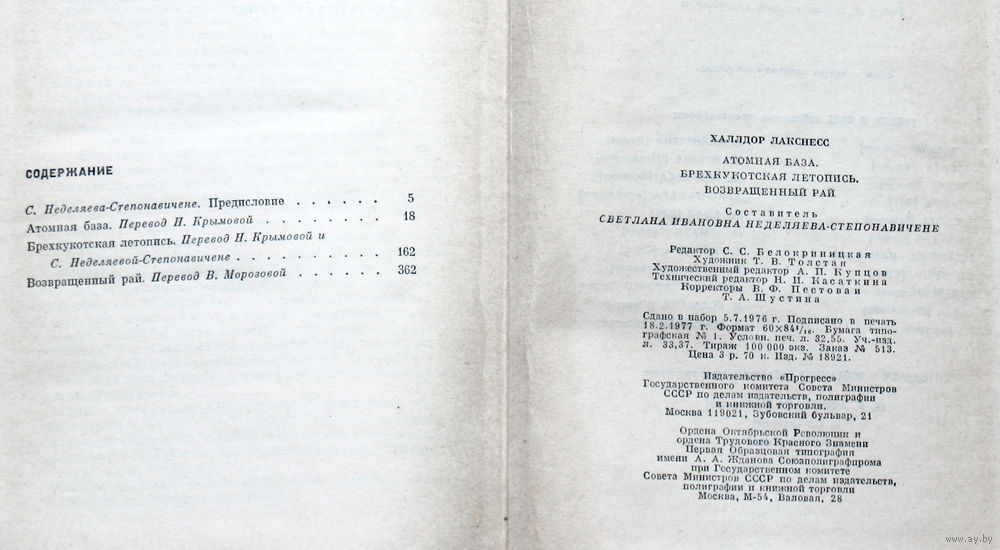 СОДЕРЖАНИЕ
С. Неделяева-Степонавичене. Предисловие . . . . . . 5
Атомная база. Перевод Н. Крымовой . . . . . . . . 18
Брехкукотская летопись. Перевод Н. Крымовой и
С. Неделяевой-Степонавичене . . . . . . . . . 162
Возвращенный рай. Перевод В. Морозовой . . . . . . 362
ХАЛЛДОР ЛАКСНЕСС
АТОМНАЯ БАЗА.
БРЕХКУКОТСКАЯ ЛЕТОПИСЬ.
ВОЗВРАЩЕННЫЙ РАЙ
Составитель
СВЕТЛАНА ИВАНОВНА НЕДЕЛЯЕВА-СТЕПОНАВИЧЕНЕ
Редактор С. С. Белокриницкая
Художник Т. В. Толстая
Художественный редактор А. П. Купцов
Технический редактор Н. И. Касаткина
Корректоры В. Ф. Пестова и
Т. А. Шустина
Сдано в набор 5.7.1976 г. Подписано в печать
18.2.1977 г. Формат 60×84¹/₁₆. Бумага типо-
графская № 1. Условн. печ. л. 32,55. Уч.-изд.
л. 33,37. Тираж 100 000 экз. Заказ № 513.
Цена 3 р. 70 к. Изд. № 18921.
Издательство «Прогресс»
Государственного комитета Совета Министров
СССР по делам издательств, полиграфии
и книжной торговли.
Москва 119021, Зубовский бульвар, 21
Ордена Октябрьской Революции и
ордена Трудового Красного Знамени
Первая Образцовая типография
имени А. А. Жданова Союзполиграфпрома
при Государственном комитете
Совета Министров СССР по делам издательств,
полиграфии и книжной торговли
Москва, М-54, Валовая, 28
www.ay.by